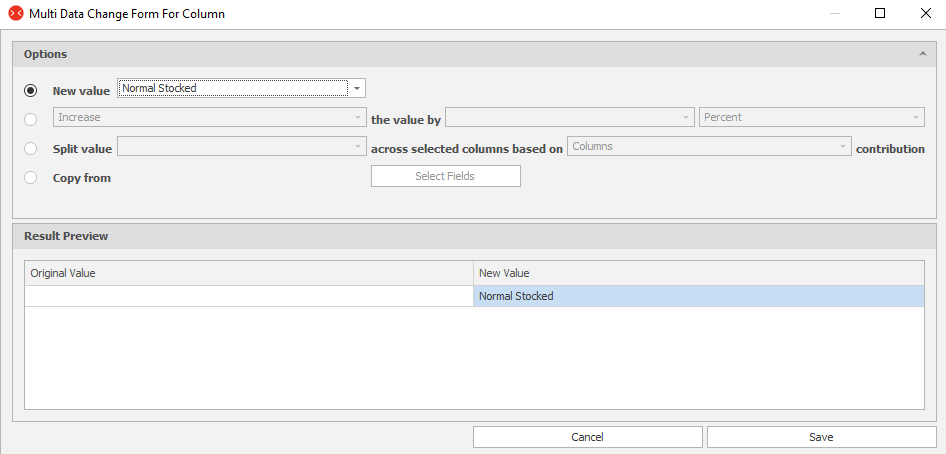 Multi Data Change Form For Column
Options
New value Normal Stocked
Increase the value by Percent
Split value across selected columns based on Columns contribution
Copy from Select Fields
Result Preview
Original Value New Value
Normal Stocked
Cancel Save